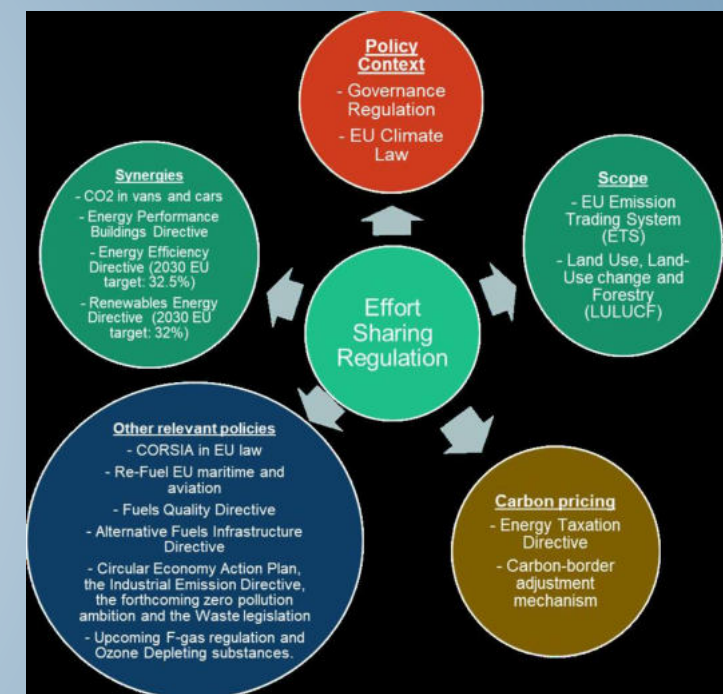 Policy
Context
- Governance
Regulation
- EU Climate
Law
Synergies
- CO2 in vans and cars
- Energy Performance
Buildings Directive
- Energy Efficiency
Directive (2030 EU
target: 32.5%)
- Renewables Energy
Directive (2030 EU
target: 32%)
Scope
- EU Emission
Trading System
(ETS)
- Land Use, Land-
Use change and
Forestry
(LULUCF)
Effort
Sharing
Regulation
Other relevant policies
- CORSIA in EU law
- Re-Fuel EU maritime and
aviation
- Fuels Quality Directive
- Alternative Fuels Infrastructure
Directive
- Circular Economy Action Plan,
the Industrial Emission Directive,
the forthcoming zero pollution
ambition and the Waste legislation
- Upcoming F-gas regulation and
Ozone Depleting substances.
Carbon pricing
- Energy Taxation
Directive
- Carbon-border
adjustment
mechanism